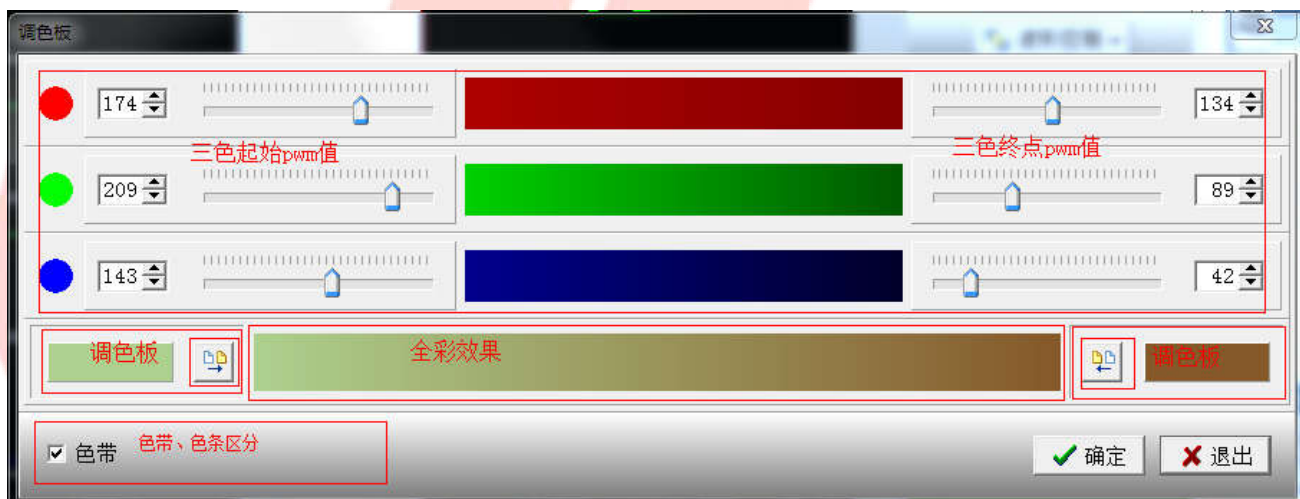 调色板
174
134
三色起始pwm值
三色终点pwm值
209
89
143
42
调色板
全彩效果
调色板
色带
色带、色条区分
确定
退出